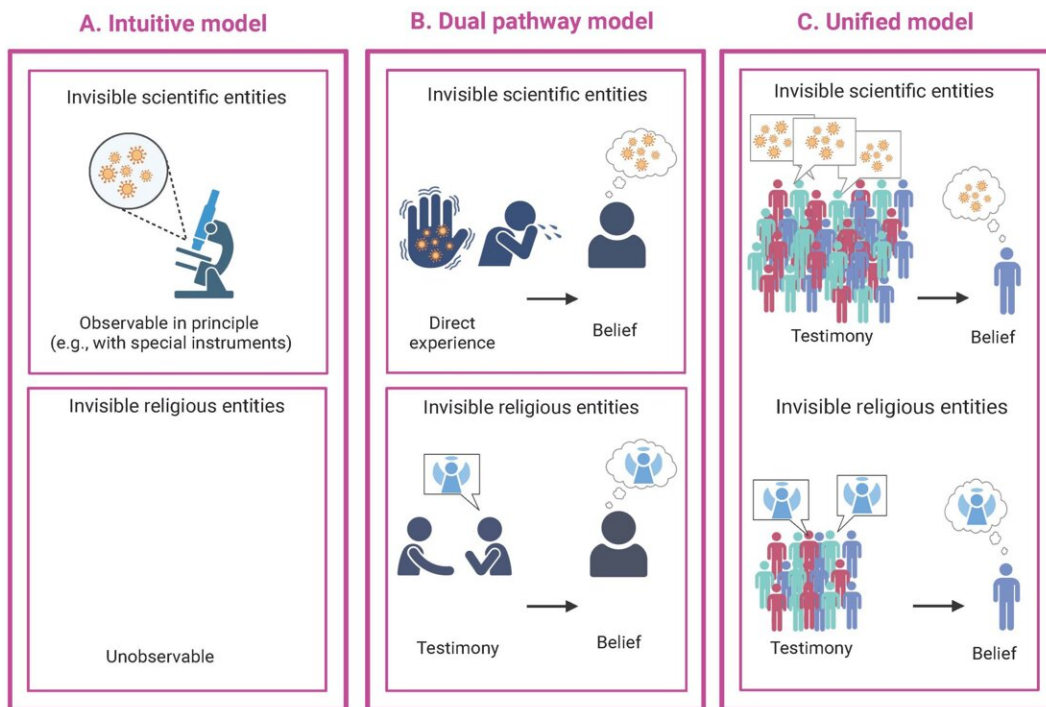 A. Intuitive model
Invisible scientific entities
Observable in principle
(e.g., with special instruments)
Invisible religious entities
Unobservable
B. Dual pathway model
Invisible scientific entities
Direct
experience
Belief
Invisible religious entities
Testimony
Belief
C. Unified model
Invisible scientific entities
Testimony
Belief
Invisible religious entities
Testimony
Belief